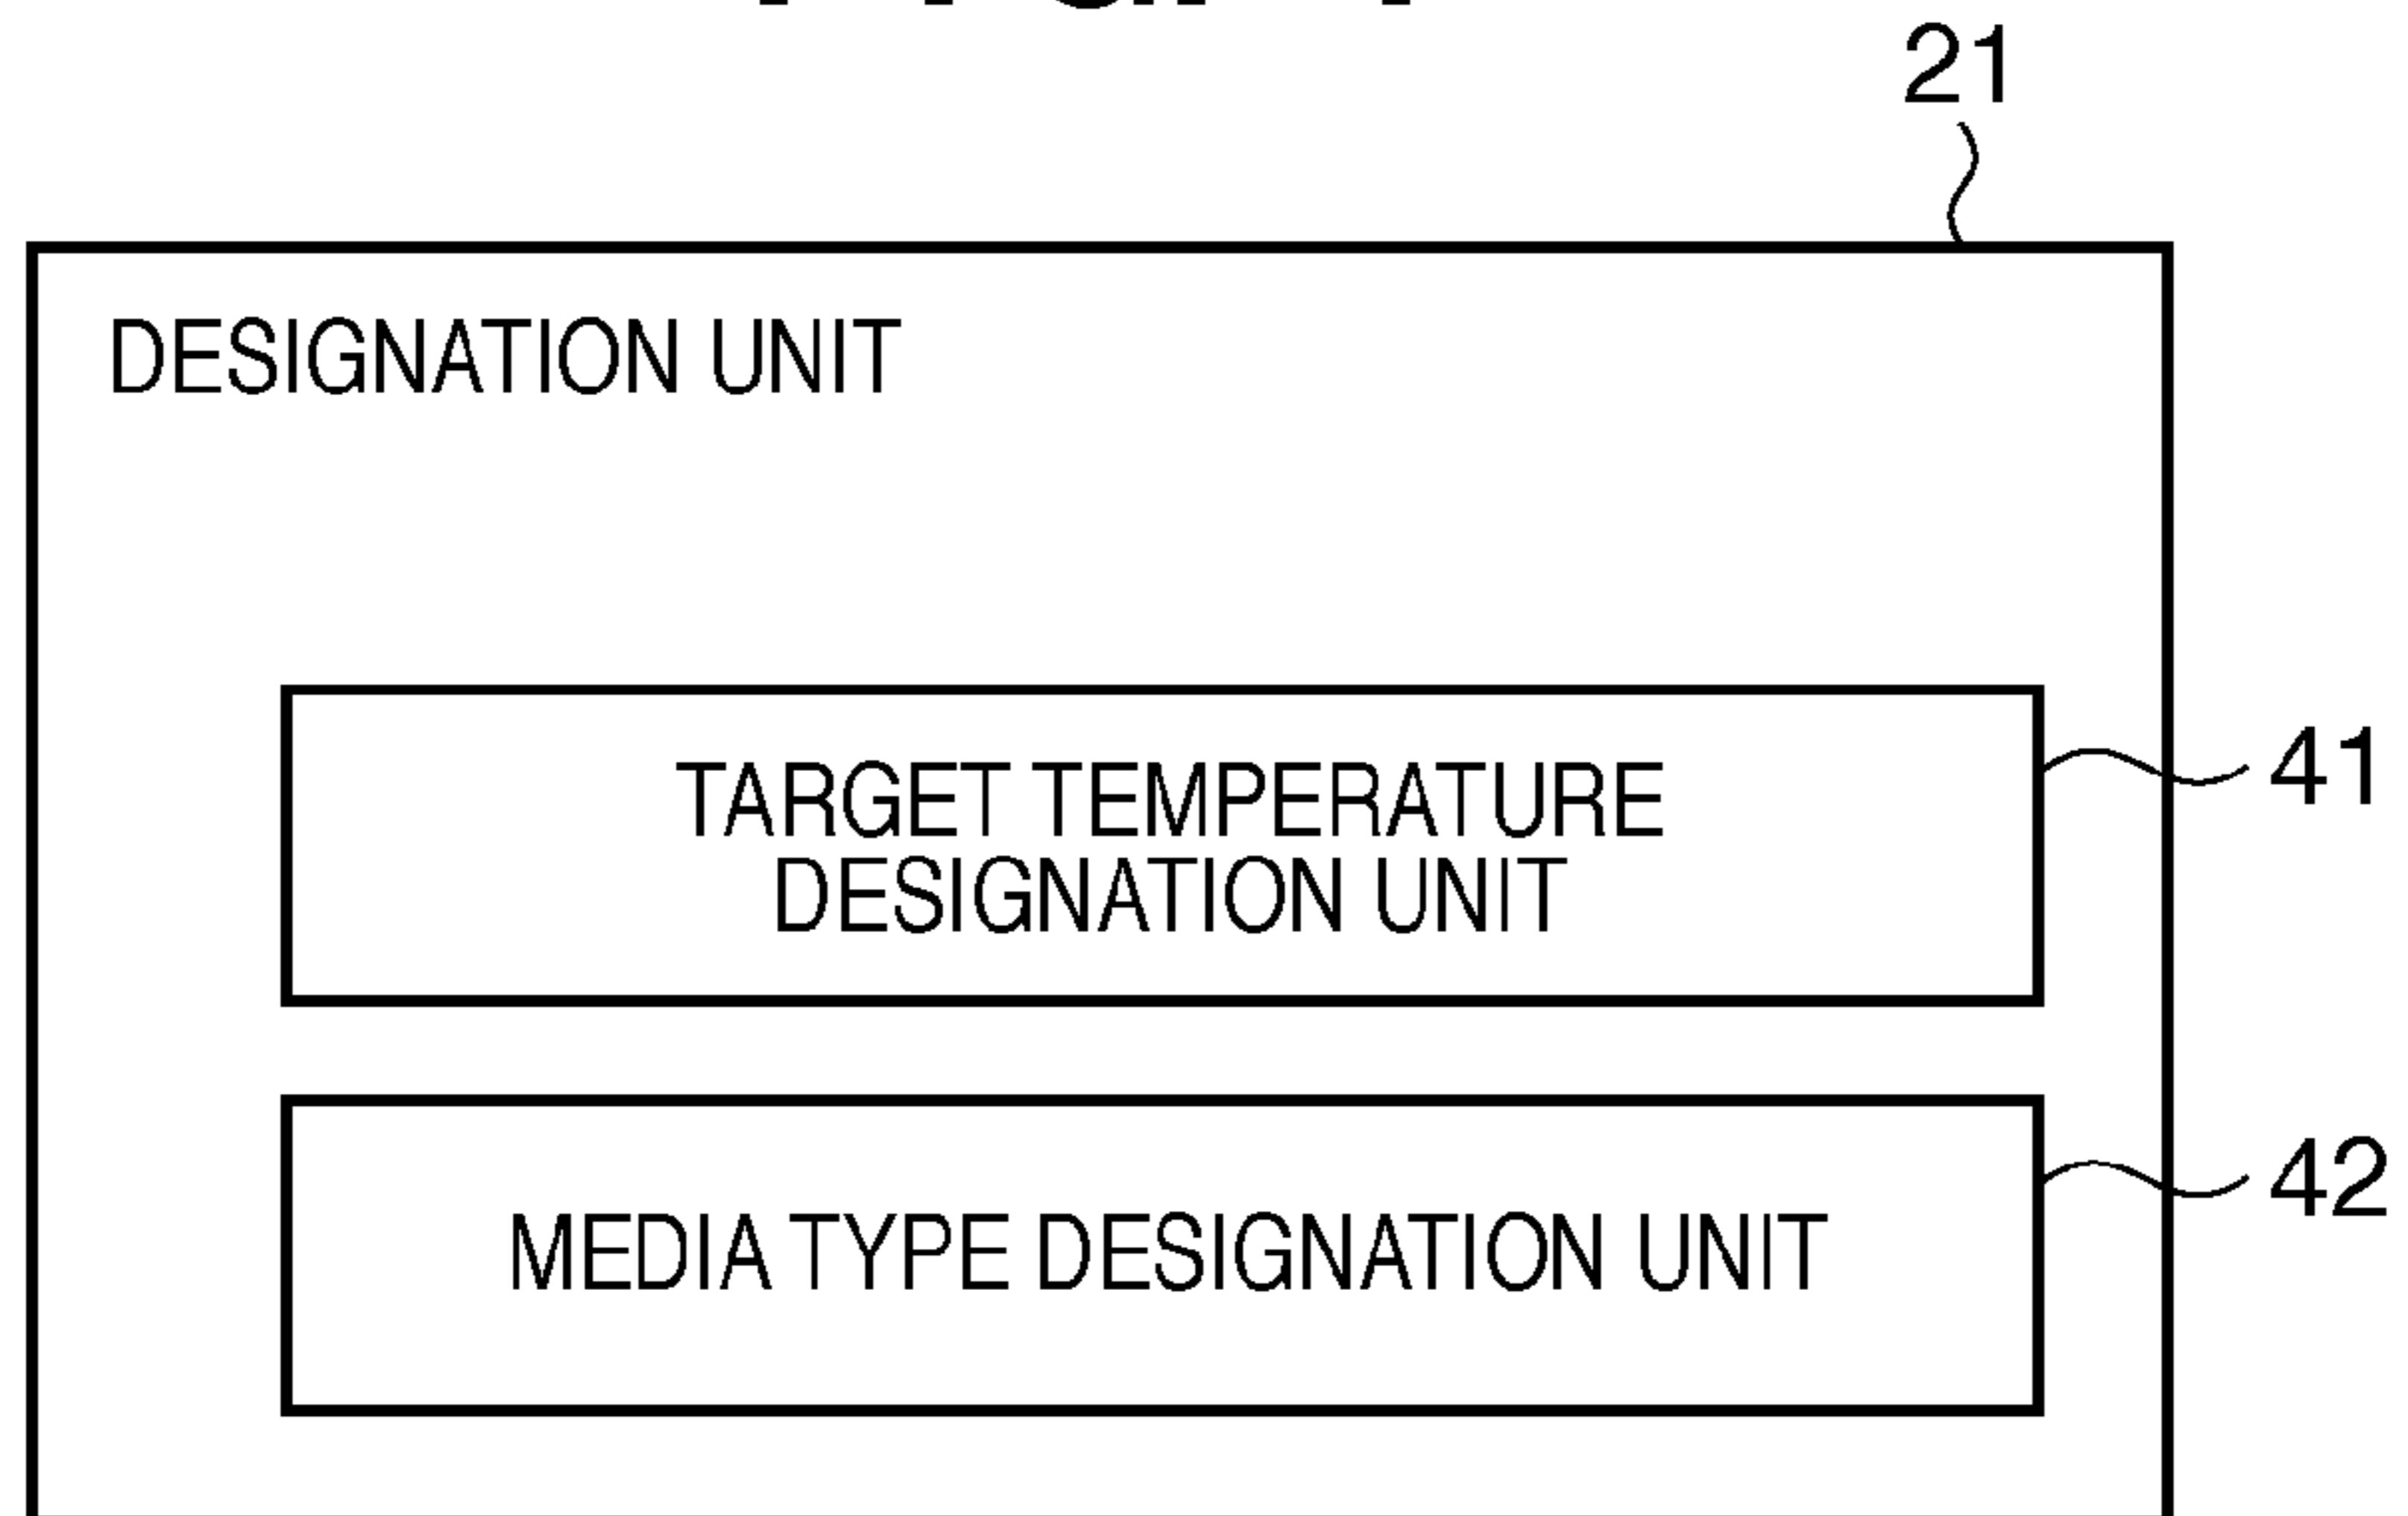 21
DESIGNATION UNIT
TARGET TEMPERATURE
DESIGNATION UNIT
41
MEDIA TYPE DESIGNATION UNIT
42